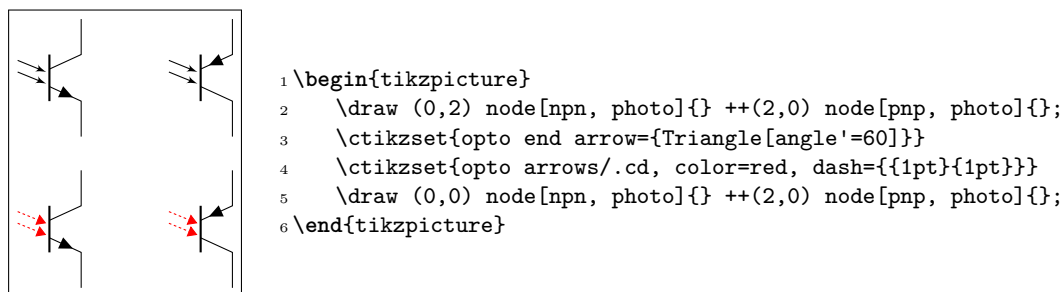 1 \begin{tikzpicture}
2 \draw (0,2) node[npn, photo]{} ++(2,0) node[pnp, photo]{};
3 \ctikzset{opto end arrow={Triangle[angle'=60]}}
4 \ctikzset{opto arrows/.cd, color=red, dash={{1pt}{1pt}}}
5 \draw (0,0) node[npn, photo]{} ++(2,0) node[pnp, photo]{};
6 \end{tikzpicture}